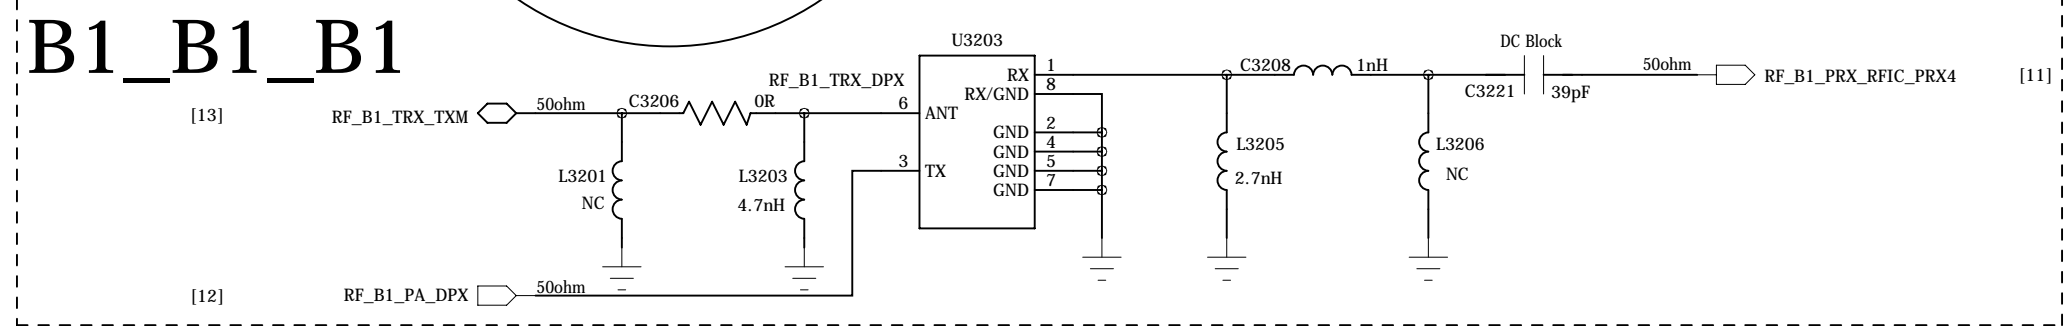 B1_B1_B1
U3203
DC Block
RF_B1_TRX_DPX
RX
1
C3208
1nH
50ohm
RF_B1_PRX_RFIC_PRX4
[11]
RX/GND
8
C3221
39pF
[13]
RF_B1_TRX_TXM
50ohm
C3206
0R
6
ANT
GND
2
GND
4
GND
5
GND
7
3
TX
L3201
NC
L3203
4.7nH
L3205
2.7nH
L3206
NC
[12]
RF_B1_PA_DPX
50ohm